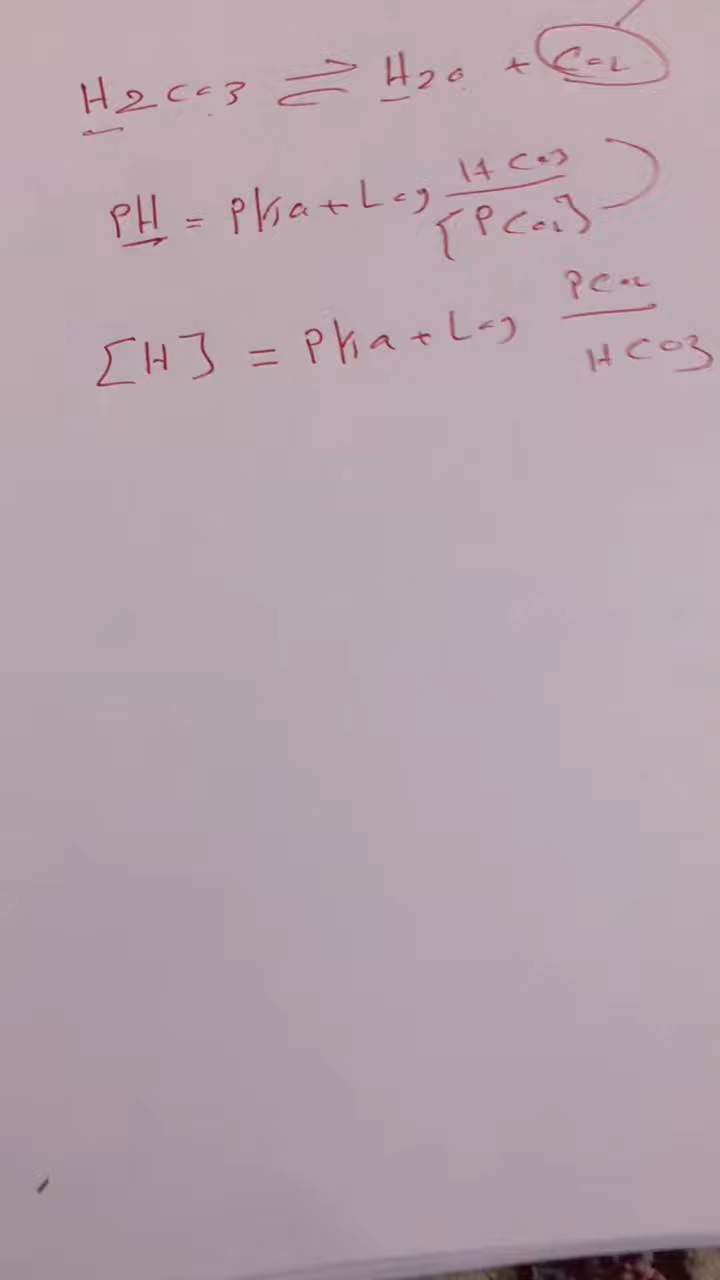 H2CO3 ⇌ H2O + CO2
PH = PKa + Log HCO3 / [PCO2]
[H] = PKa + Log PCO2 / HCO3